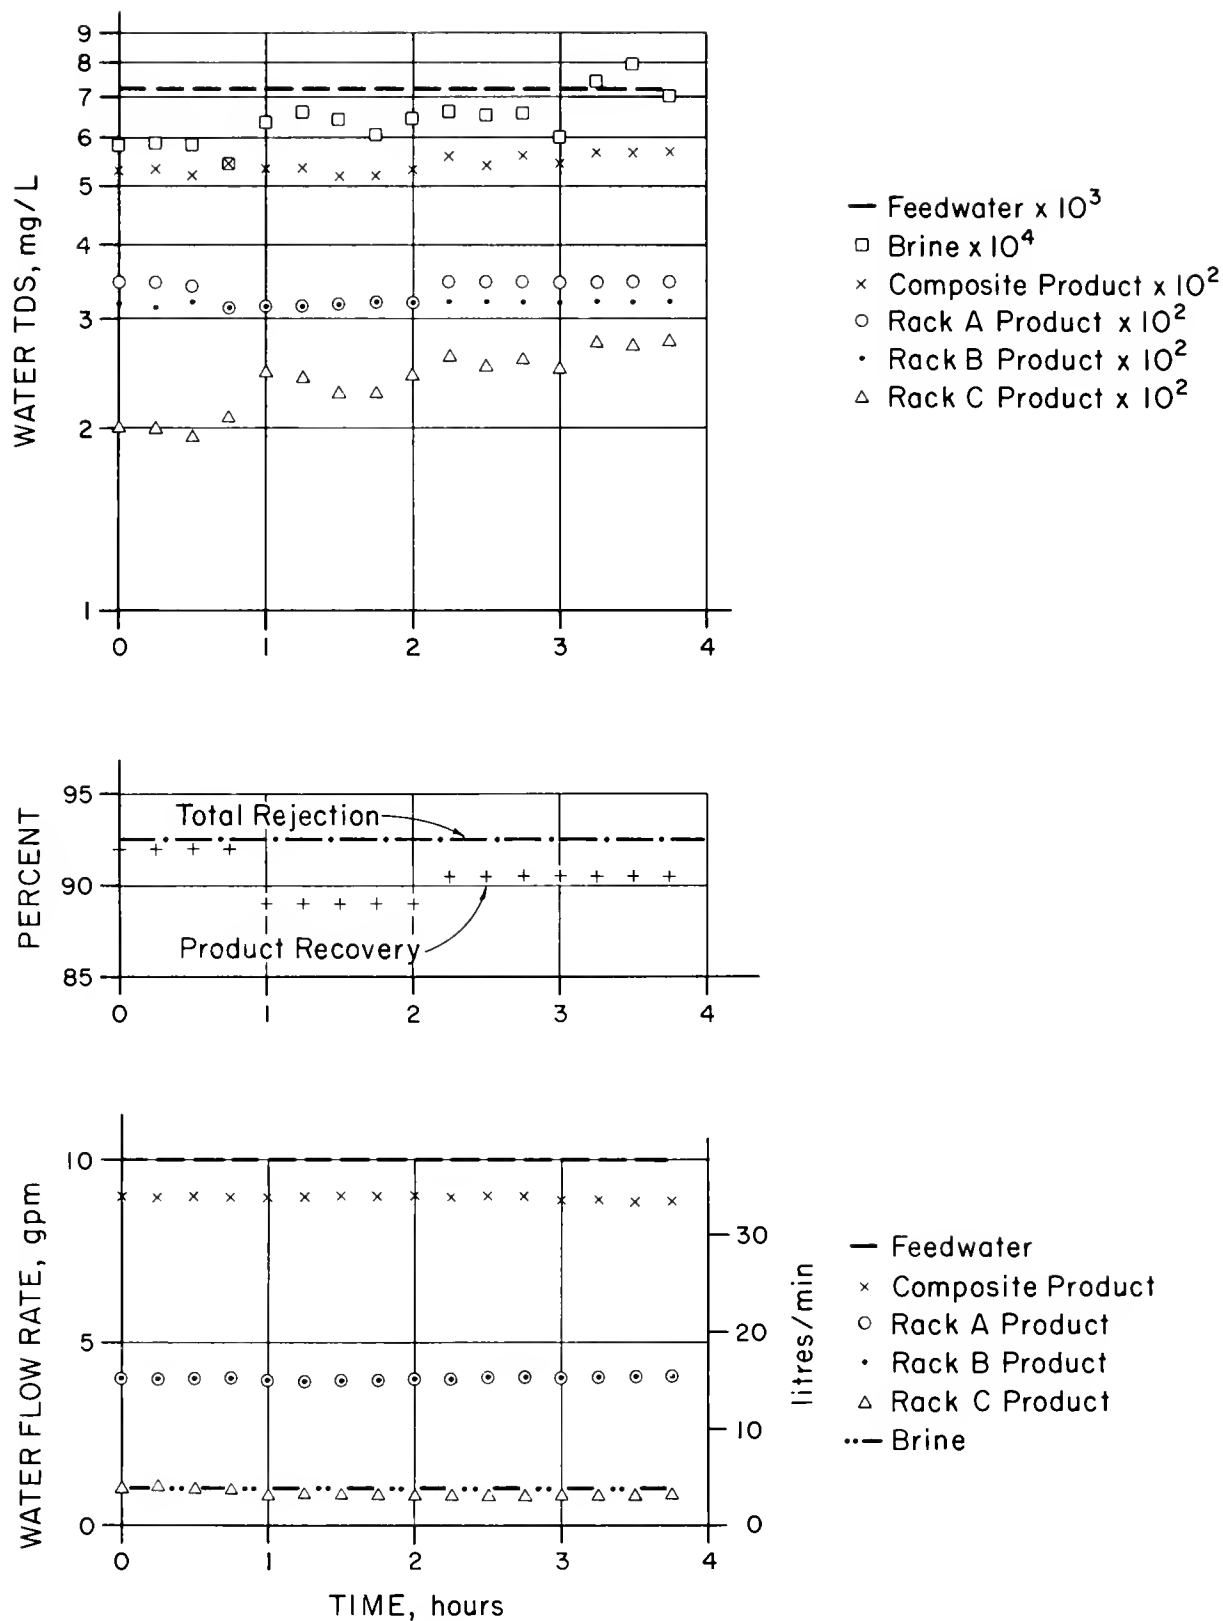 9
8
7
6
5
4
3
2
1
WATER TDS, mg/L
0 1 2 3 4
Feedwater x 10³
Brine x 10⁴
Composite Product x 10²
Rack A Product x 10²
Rack B Product x 10²
Rack C Product x 10²
95
90
85
PERCENT
Total Rejection
Product Recovery
0 1 2 3 4
10
5
0
WATER FLOW RATE, gpm
30
20
10
0
litres/min
0 1 2 3 4
TIME, hours
Feedwater
Composite Product
Rack A Product
Rack B Product
Rack C Product
Brine